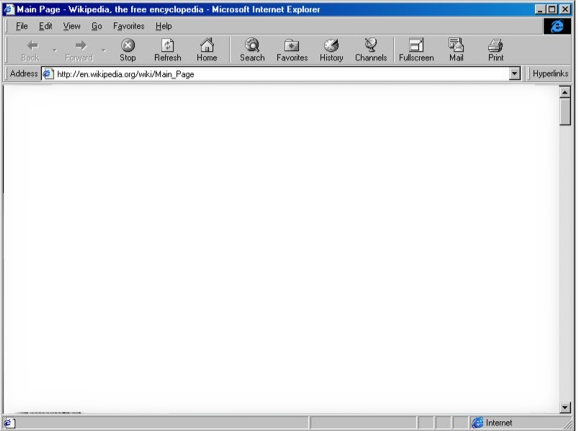 Main Page - Wikipedia, the free encyclopedia - Microsoft Internet Explorer
File Edit View Go Favorites Help
Back Forward Stop Refresh Home Search Favorites History Channels Fullscreen Mail Print
Address http://en.wikipedia.org/wiki/Main_Page Hyperlinks
Internet